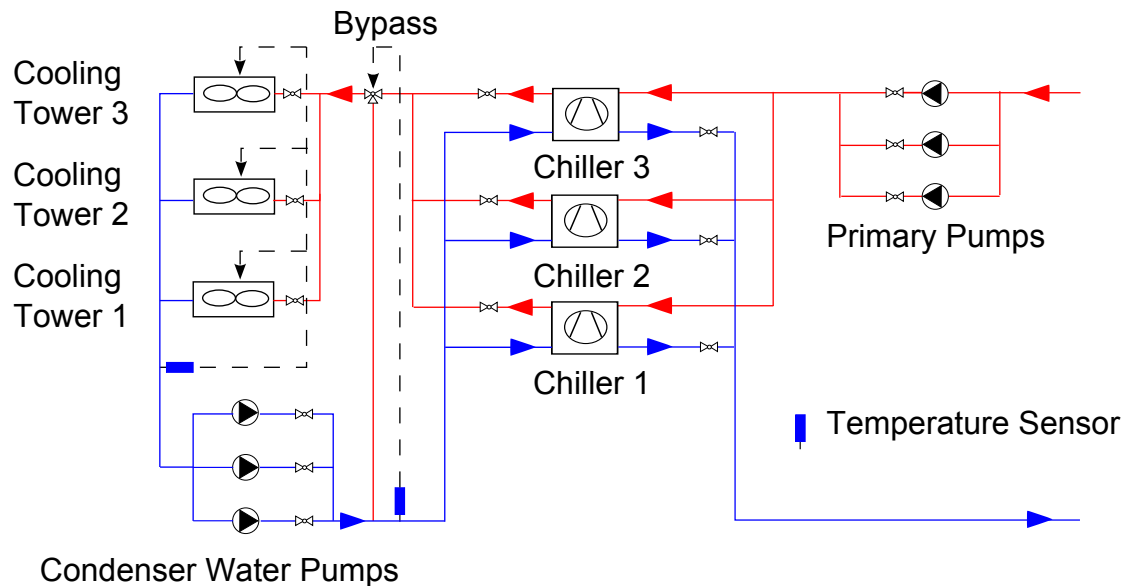 Bypass
Cooling
Tower 3
Cooling
Tower 2
Cooling
Tower 1
Chiller 3
Chiller 2
Chiller 1
Primary Pumps
Temperature Sensor
Condenser Water Pumps